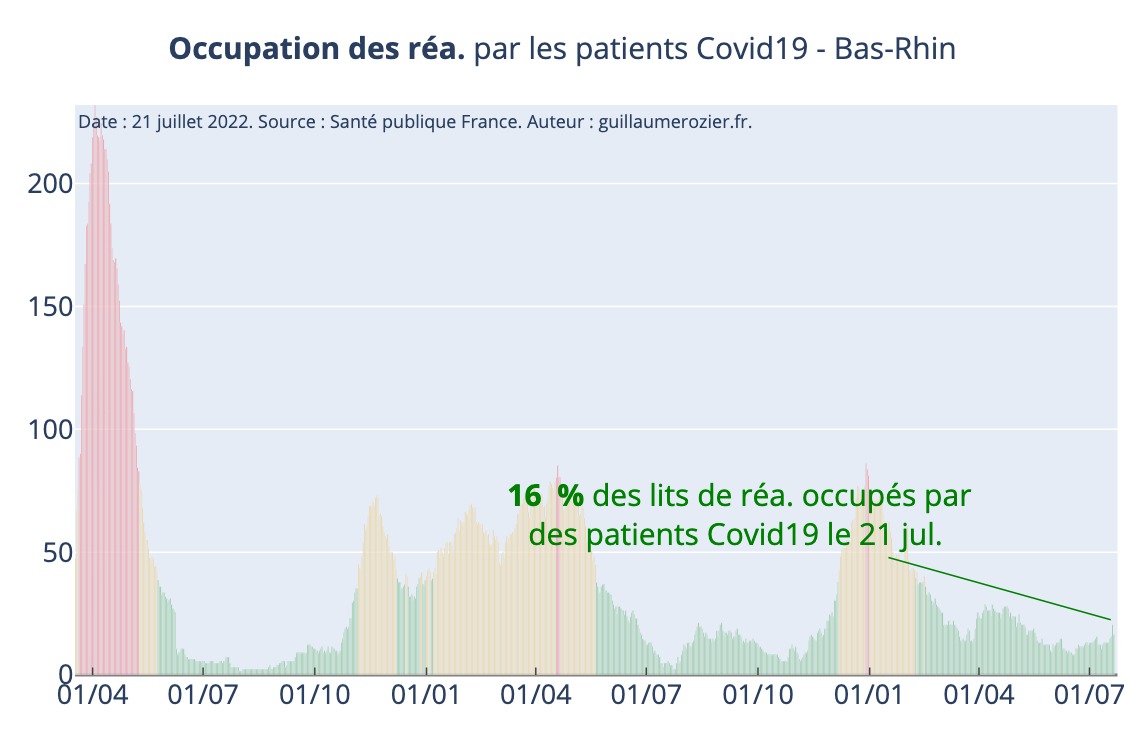 Occupation des réa. par les patients Covid19 - Bas-Rhin
Date : 21 juillet 2022. Source : Santé publique France. Auteur : guillaumerozier.fr.
200
150
100
50
0
16 % des lits de réa. occupés par
des patients Covid19 le 21 jul.
01/04 01/07 01/10 01/01 01/04 01/07 01/10 01/01 01/04 01/07